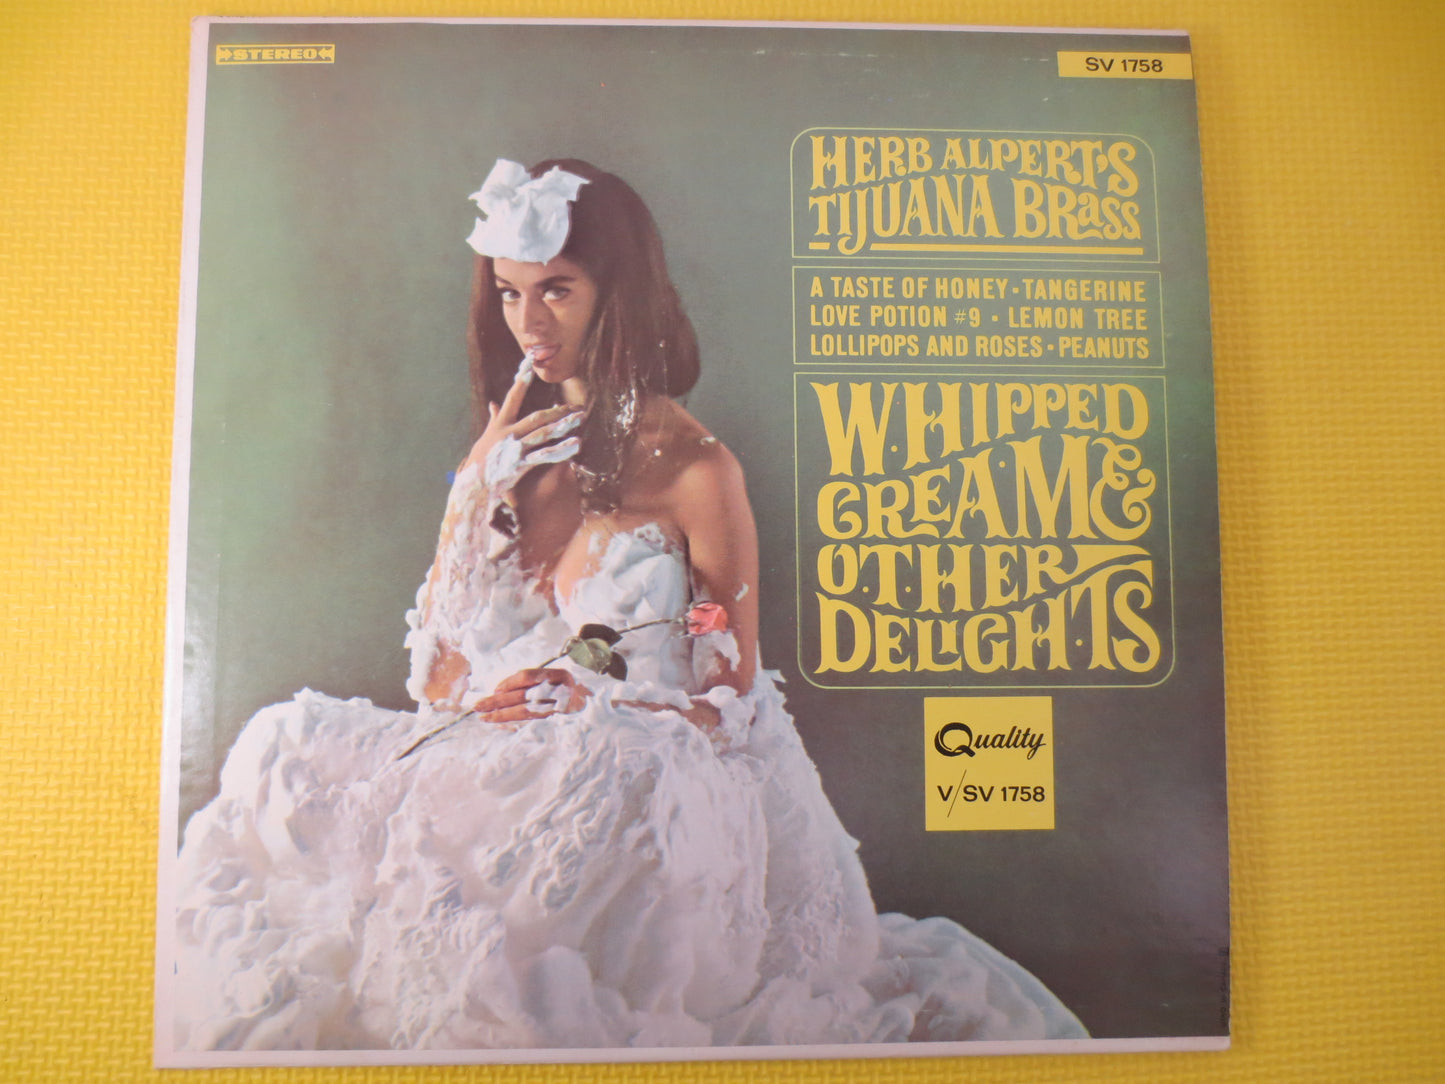 STEREO
SV 1758
HERB ALPERT'S
TIJUANA BRASS
A TASTE OF HONEY • TANGERINE
LOVE POTION #9 • LEMON TREE
LOLLIPOPS AND ROSES • PEANUTS
WHIPPED
CREAM &
OTHER
DELIGHTS
Quality
V/SV 1758